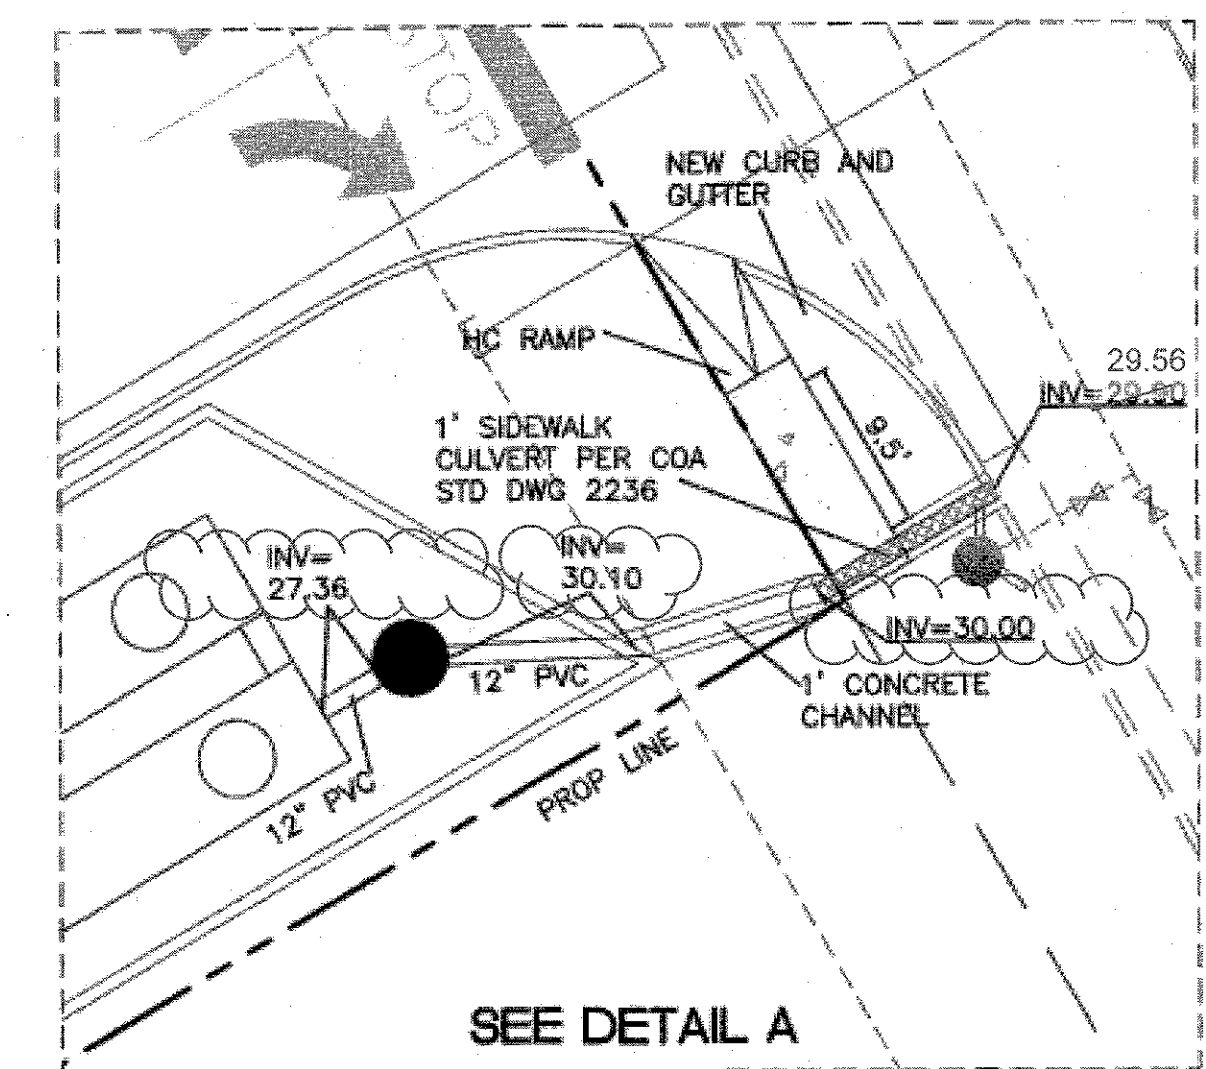 STOP
NEW CURB AND
GUTTER
HC RAMP
29.56
INV=29.90
9.5'
1' SIDEWALK
CULVERT PER COA
STD DWG 2236
INV=
27.36
INV=
30.10
INV=30.00
12" PVC
1' CONCRETE
CHANNEL
12" PVC
PROP LINE
SEE DETAIL A